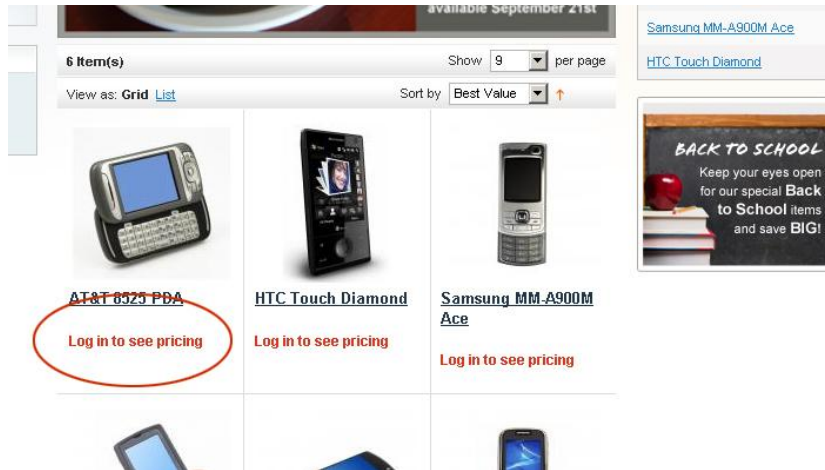 available September 21st
6 Item(s)
Show 9 per page
View as: Grid List
Sort by Best Value
AT&T 8525 PDA
HTC Touch Diamond
Samsung MM-A900M
Ace
Log in to see pricing
Log in to see pricing
Log in to see pricing
Samsung MM-A900M Ace
HTC Touch Diamond
BACK TO SCHOOL
Keep your eyes open
for our special Back
to School items
and save BIG!